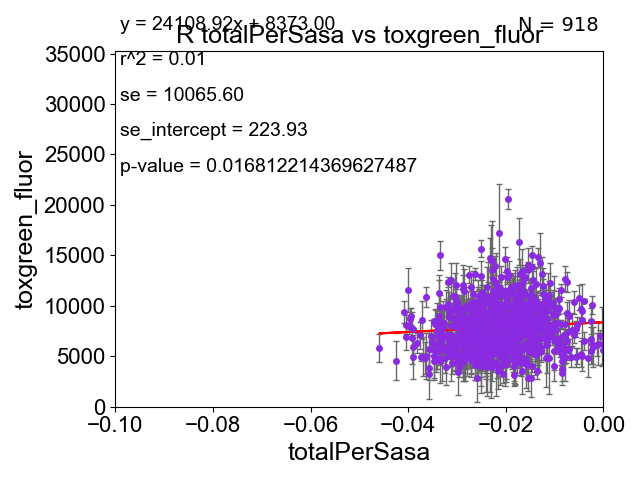 y = 24108.92x + 8373.00
N = 918
R totalPerSasa vs toxgreen_fluor
r^2 = 0.01
se = 10065.60
se_intercept = 223.93
p-value = 0.016812214369627487
35000
30000
25000
20000
15000
10000
5000
0
toxgreen_fluor
−0.10 −0.08 −0.06 −0.04 −0.02 0.00
totalPerSasa